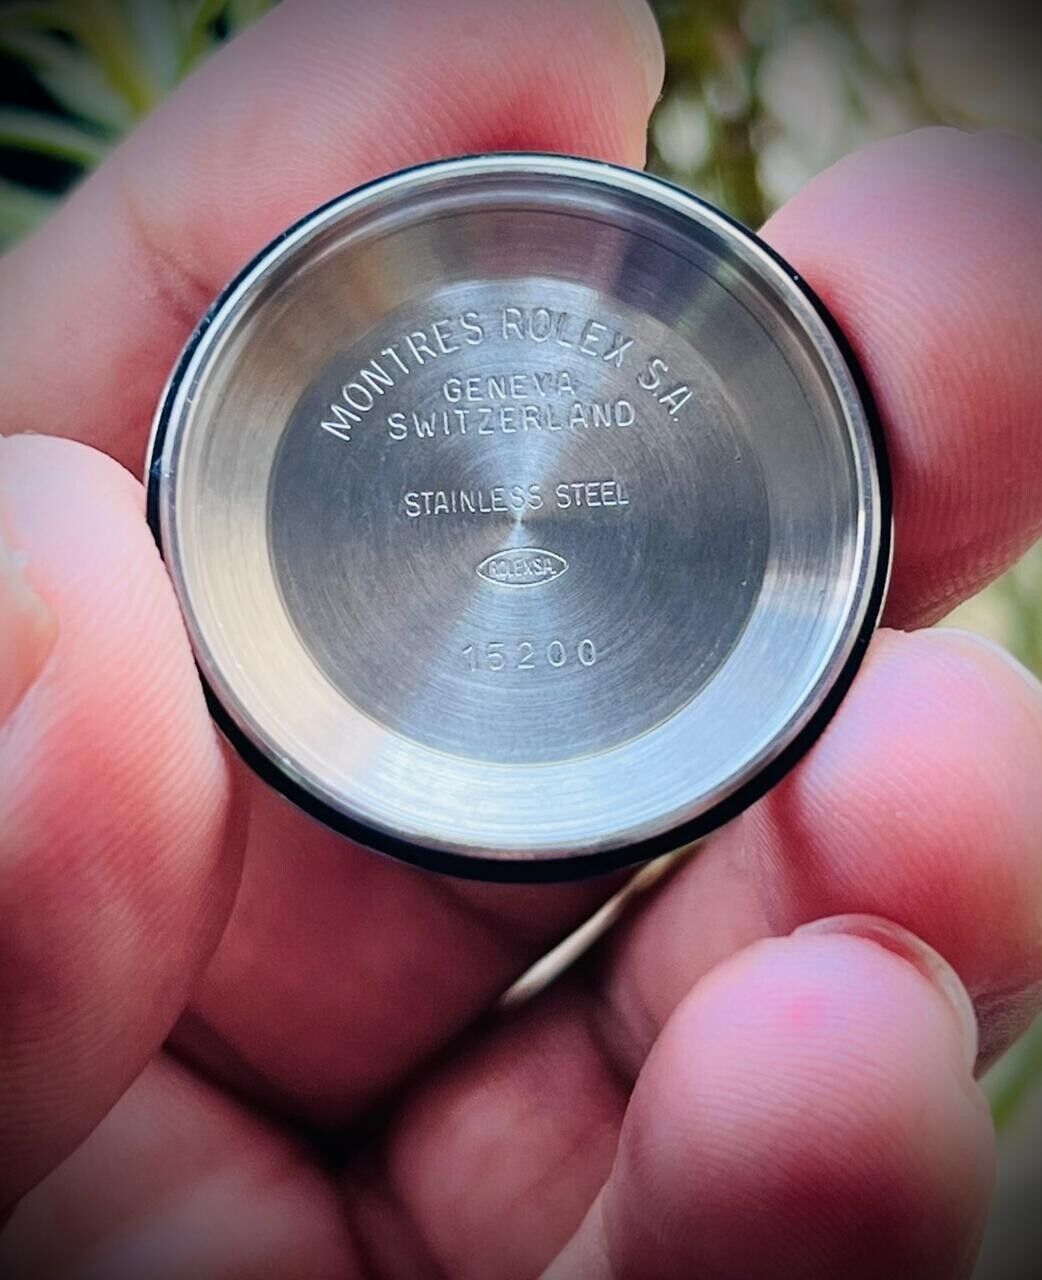 MONTRES ROLEX S.A.
GENEVA
SWITZERLAND
STAINLESS STEEL
ROLEX S.A.
15200